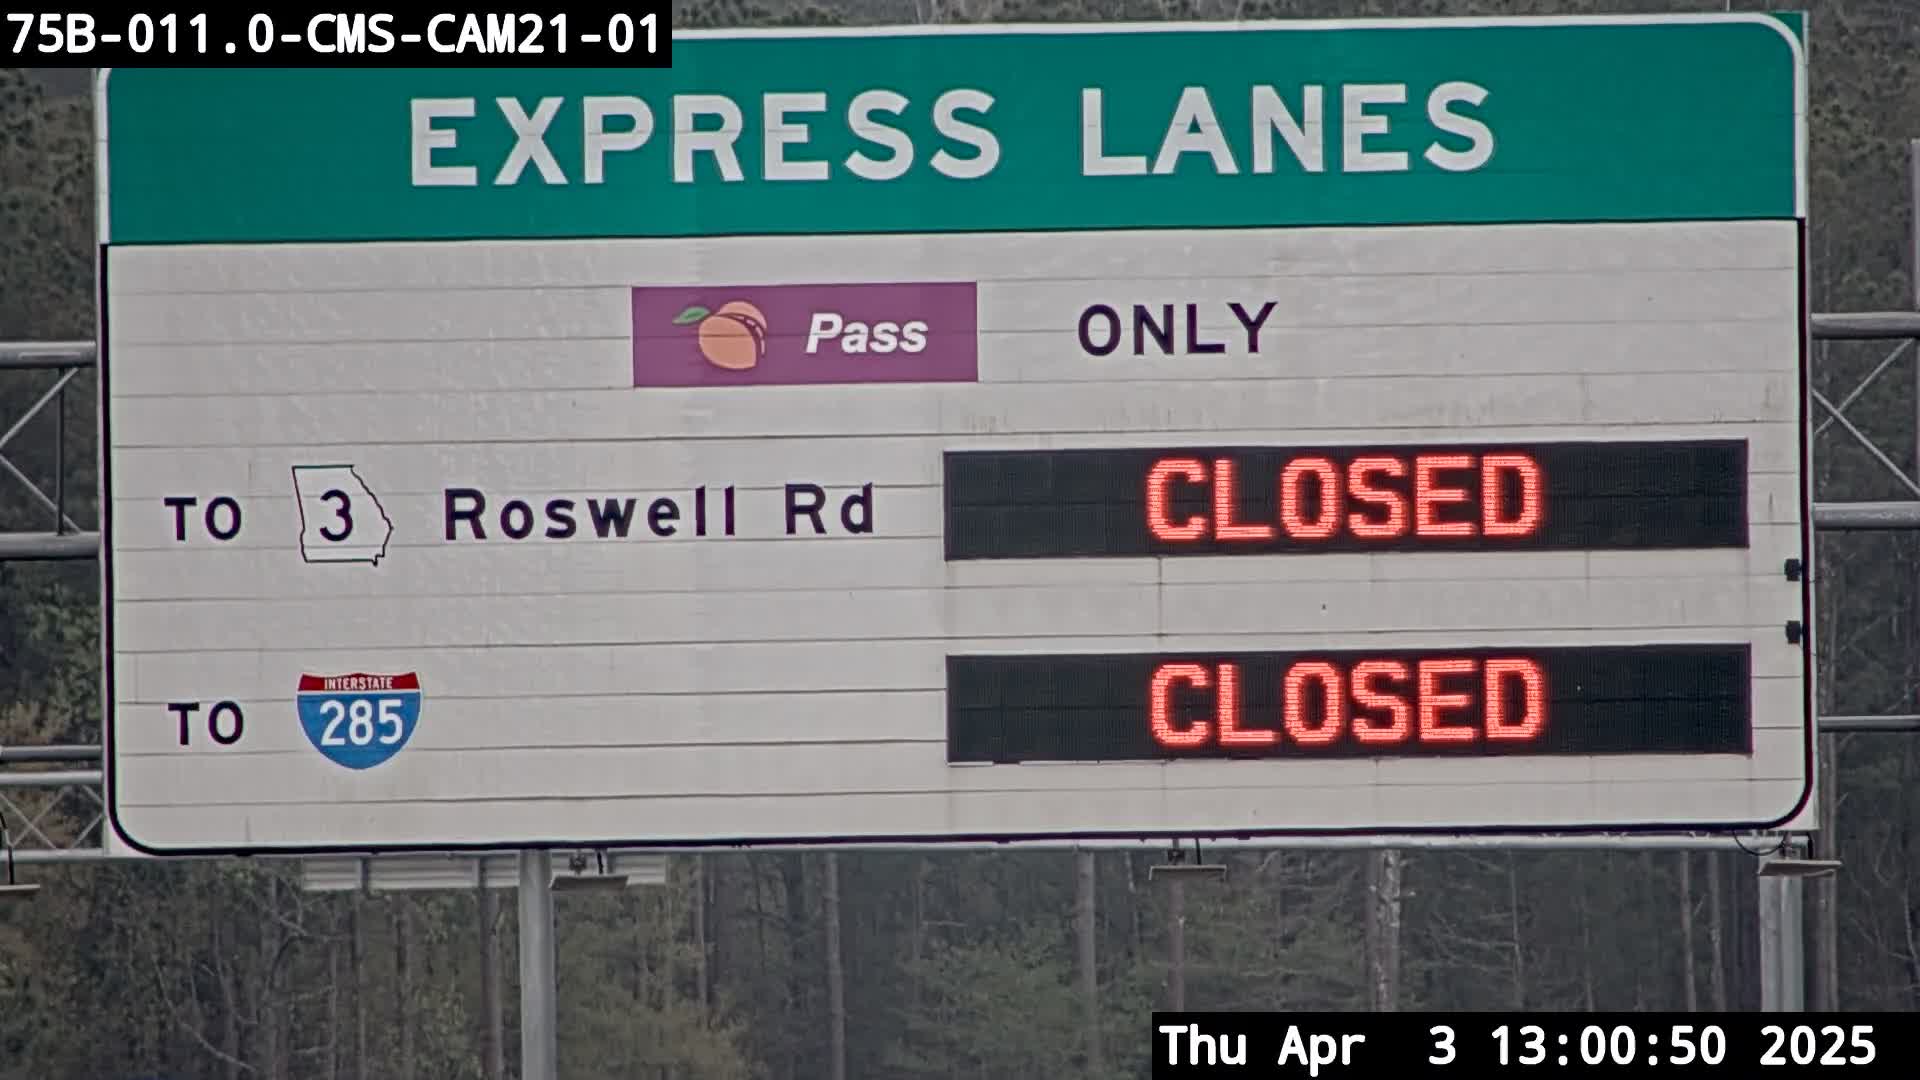 75B-011.0-CMS-CAM21-01
EXPRESS LANES
Pass ONLY
TO 3 Roswell Rd CLOSED
TO INTERSTATE 285 CLOSED
Thu Apr 3 13:00:50 2025